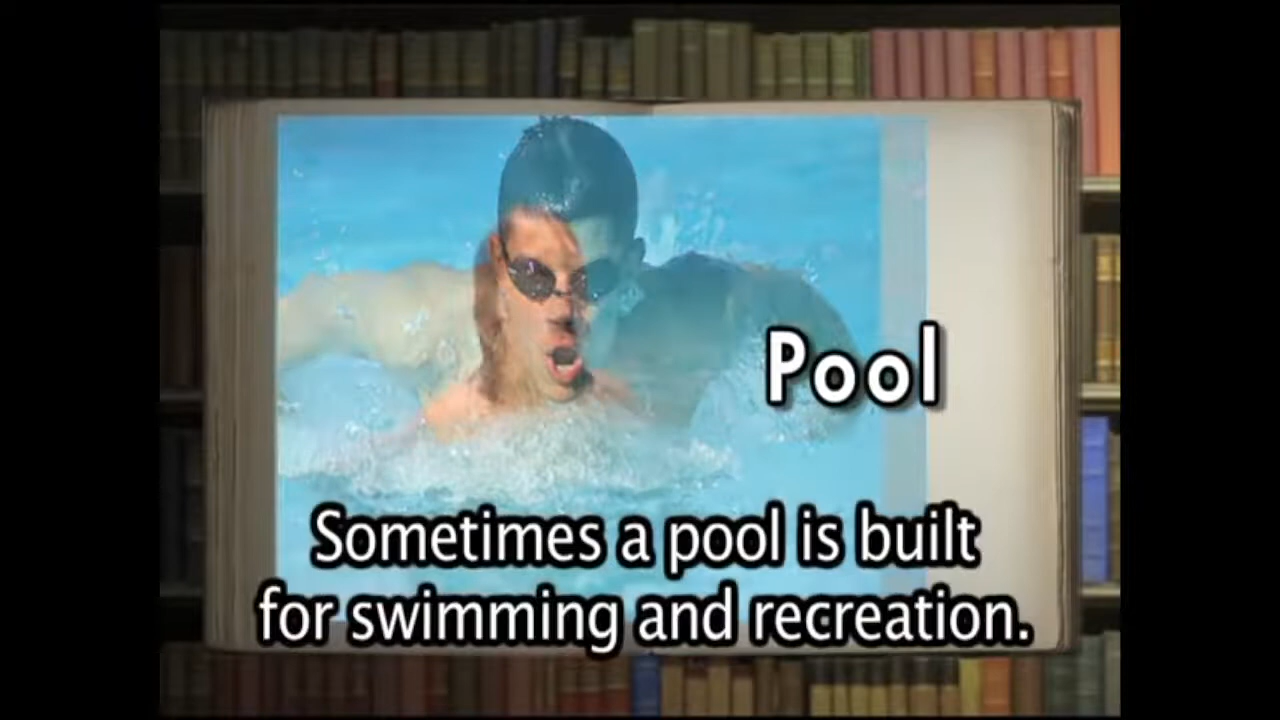 Pool
Sometimes a pool is built
for swimming and recreation.